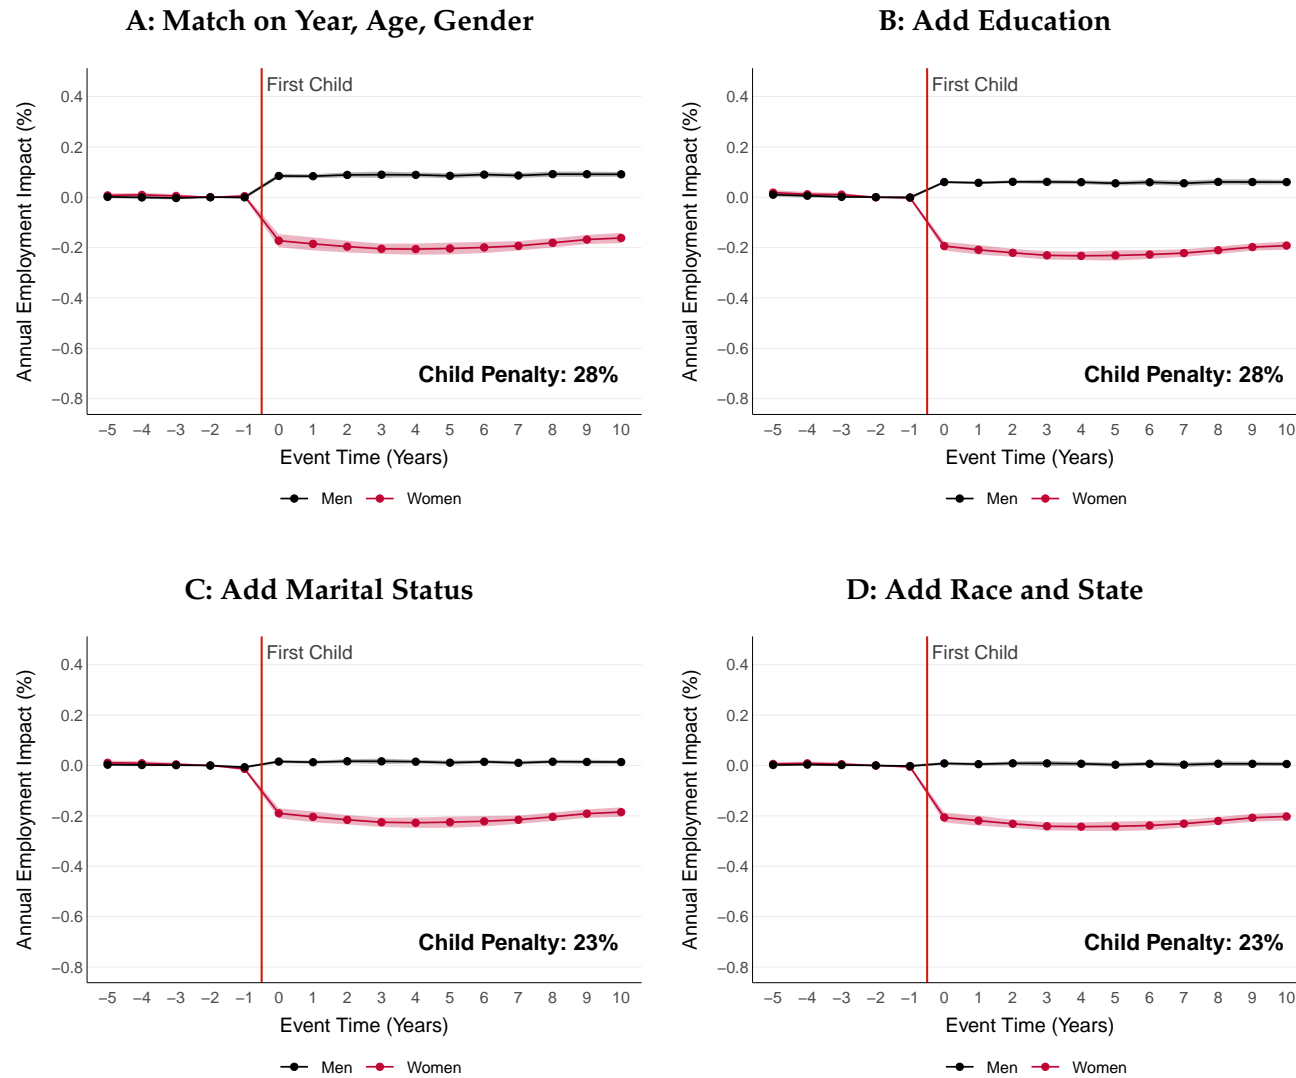 A: Match on Year, Age, Gender
Annual Employment Impact (%)
0.4
0.2
0.0
−0.2
−0.4
−0.6
−0.8
First Child
Child Penalty: 28%
−5 −4 −3 −2 −1 0 1 2 3 4 5 6 7 8 9 10
Event Time (Years)
Men Women
B: Add Education
Annual Employment Impact (%)
0.4
0.2
0.0
−0.2
−0.4
−0.6
−0.8
First Child
Child Penalty: 28%
−5 −4 −3 −2 −1 0 1 2 3 4 5 6 7 8 9 10
Event Time (Years)
Men Women
C: Add Marital Status
Annual Employment Impact (%)
0.4
0.2
0.0
−0.2
−0.4
−0.6
−0.8
First Child
Child Penalty: 23%
−5 −4 −3 −2 −1 0 1 2 3 4 5 6 7 8 9 10
Event Time (Years)
Men Women
D: Add Race and State
Annual Employment Impact (%)
0.4
0.2
0.0
−0.2
−0.4
−0.6
−0.8
First Child
Child Penalty: 23%
−5 −4 −3 −2 −1 0 1 2 3 4 5 6 7 8 9 10
Event Time (Years)
Men Women